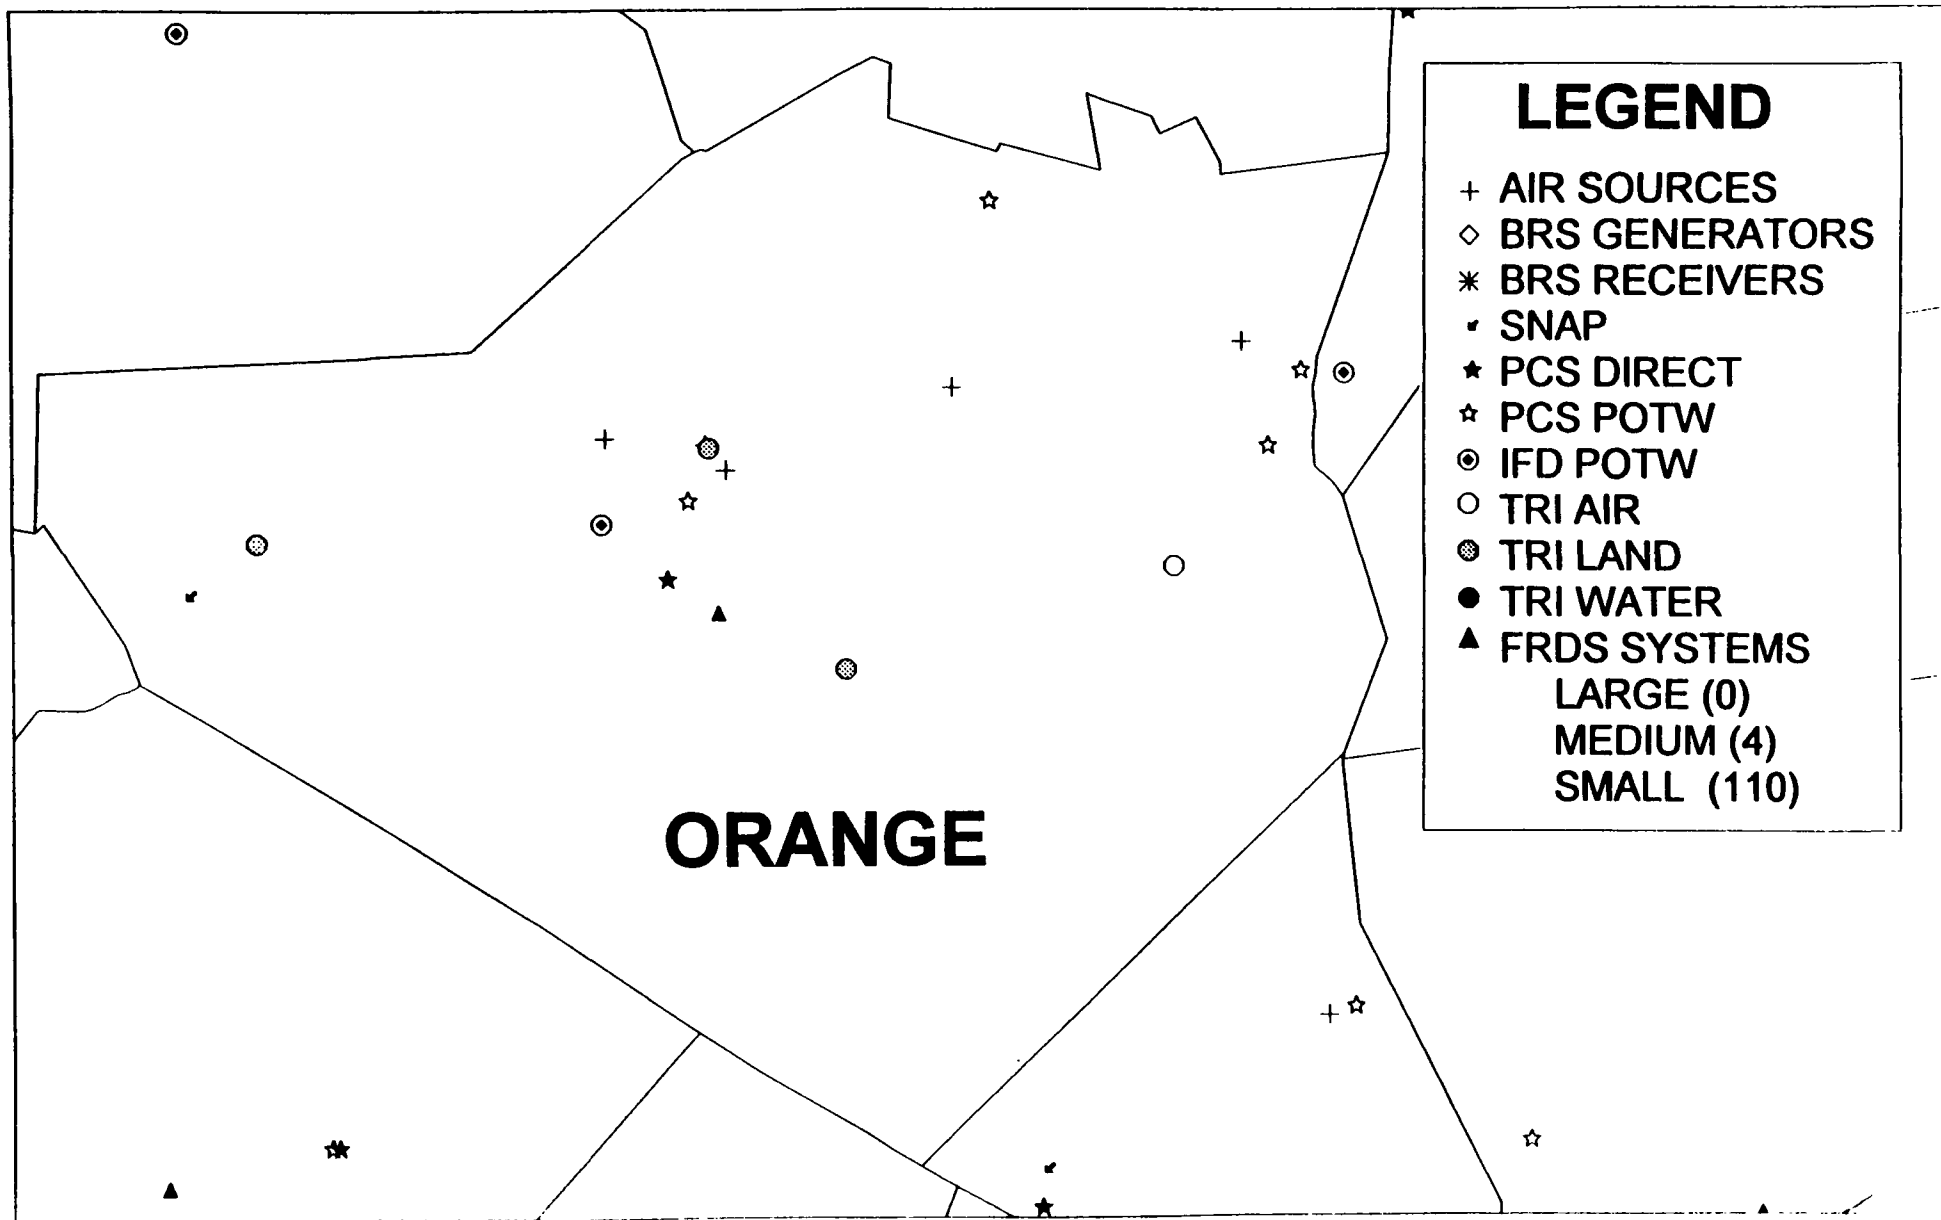 LEGEND
AIR SOURCES
BRS GENERATORS
BRS RECEIVERS
SNAP
PCS DIRECT
PCS POTW
IFD POTW
TRI AIR
TRI LAND
TRI WATER
FRDS SYSTEMS
LARGE (0)
MEDIUM (4)
SMALL (110)
ORANGE